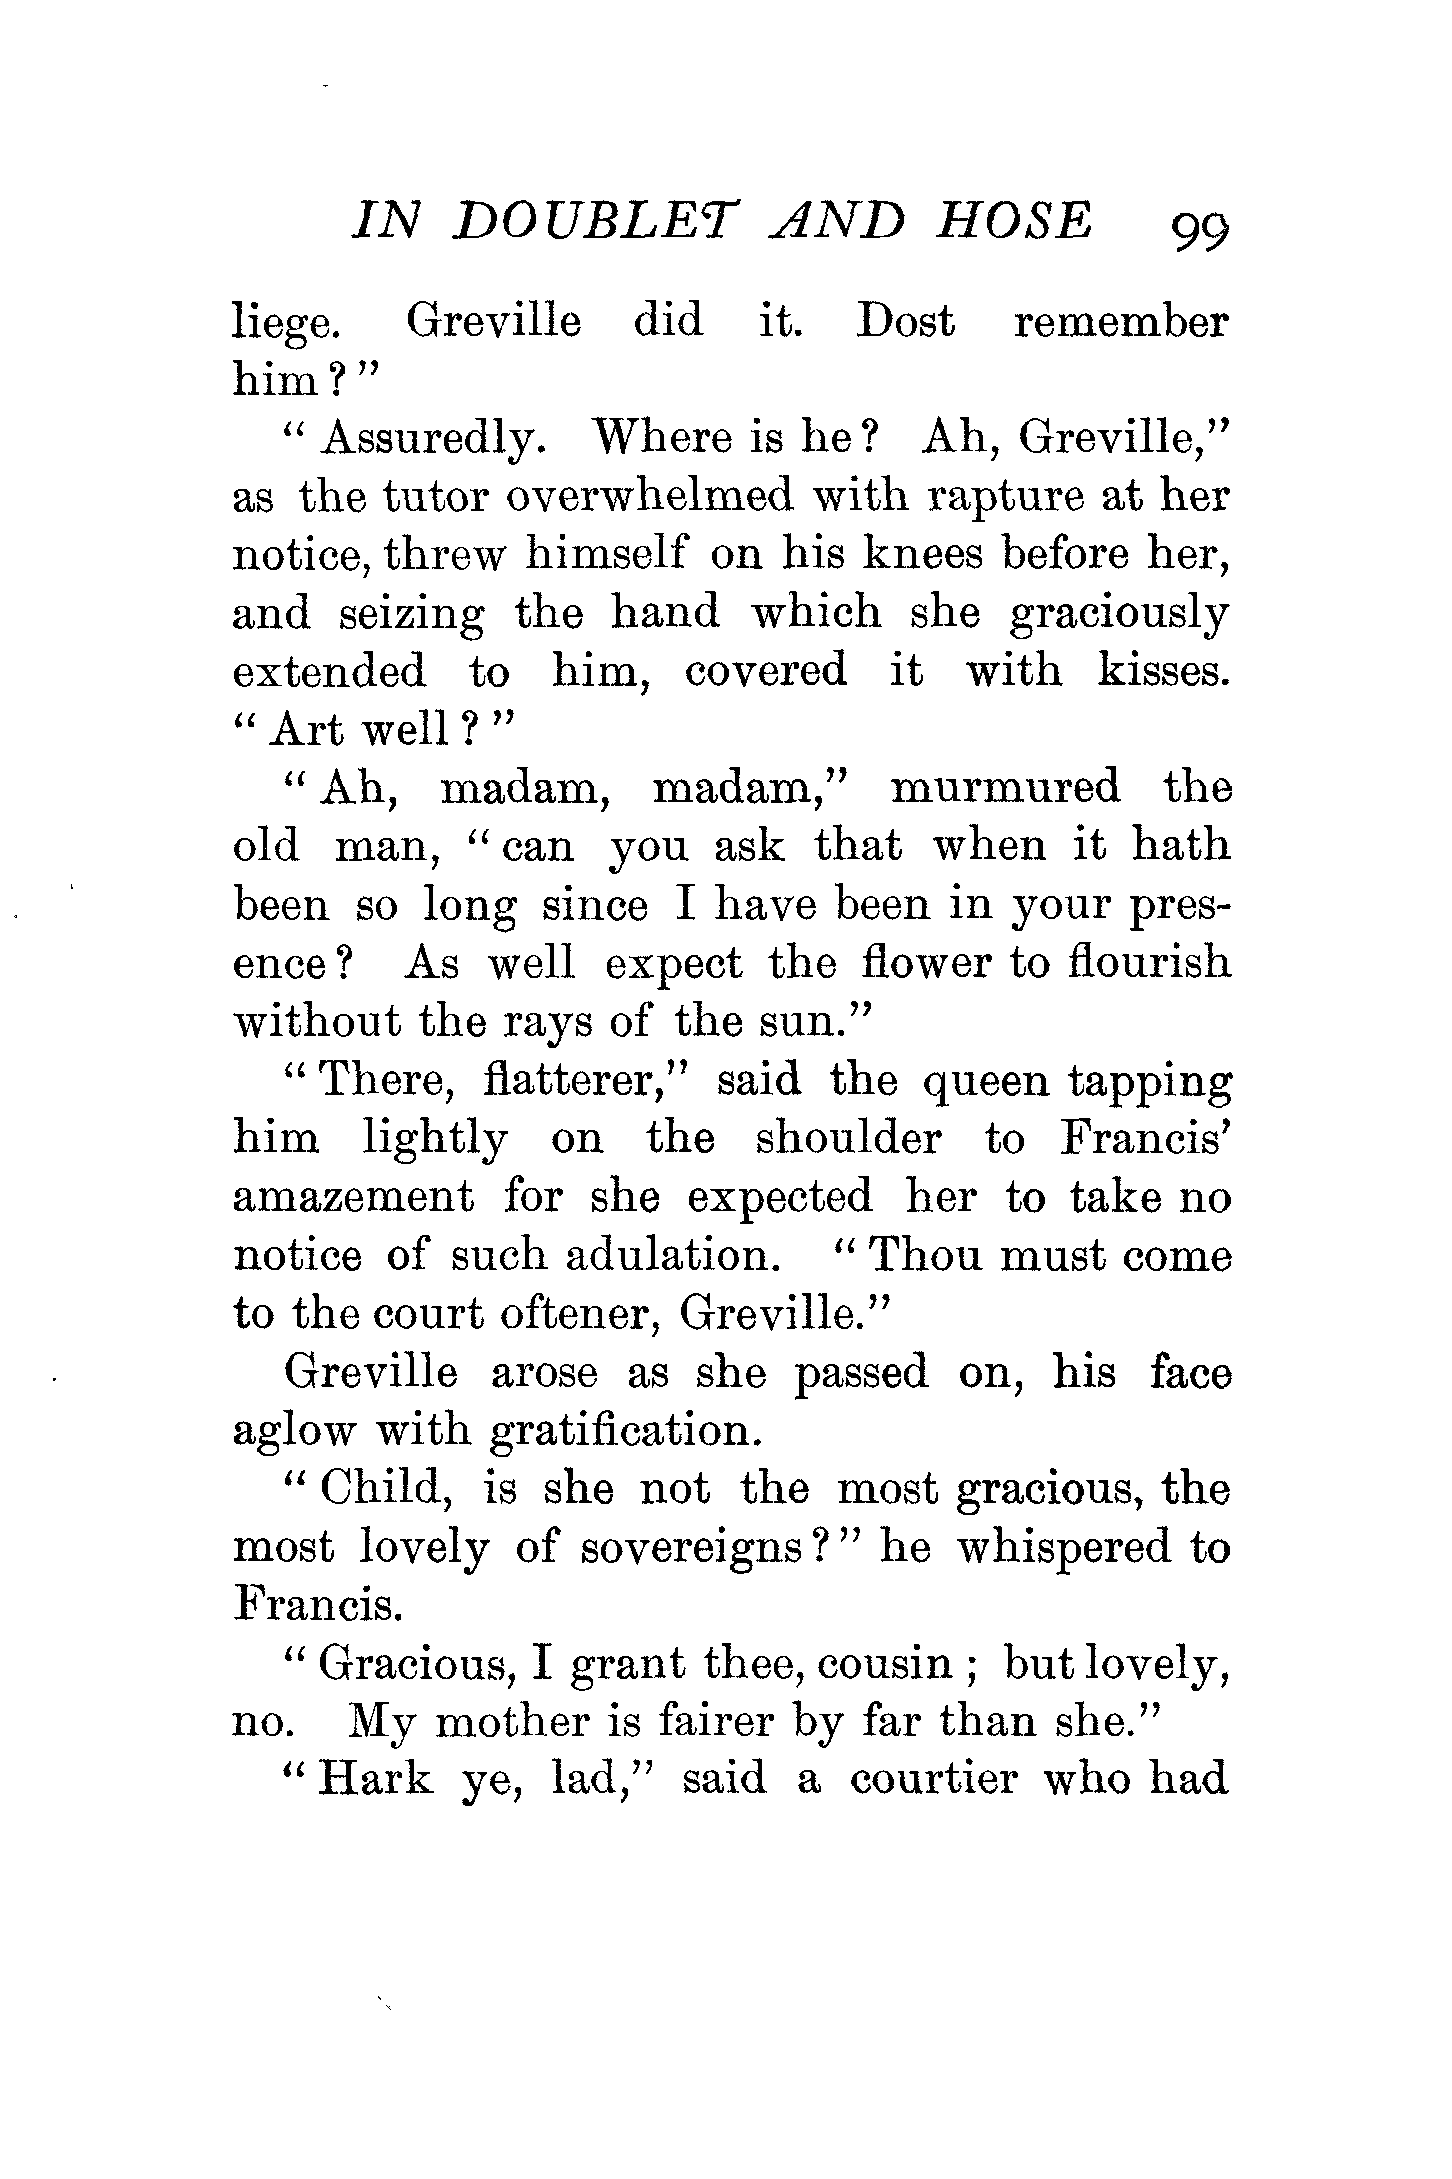 IN DOUBLET AND HOSE 99
liege. Greville did it. Dost remember
him?"
"Assuredly. Where is he? Ah, Greville,"
as the tutor overwhelmed with rapture at her
notice, threw himself on his knees before her,
and seizing the hand which she graciously
extended to him, covered it with kisses.
"Art well?"
"Ah, madam, madam," murmured the
old man, "can you ask that when it hath
been so long since I have been in your pres-
ence? As well expect the flower to flourish
without the rays of the sun."
"There, flatterer," said the queen tapping
him lightly on the shoulder to Francis'
amazement for she expected her to take no
notice of such adulation. "Thou must come
to the court oftener, Greville."
Greville arose as she passed on, his face
aglow with gratification.
"Child, is she not the most gracious, the
most lovely of sovereigns?" he whispered to
Francis.
"Gracious, I grant thee, cousin; but lovely,
no. My mother is fairer by far than she."
"Hark ye, lad," said a courtier who had